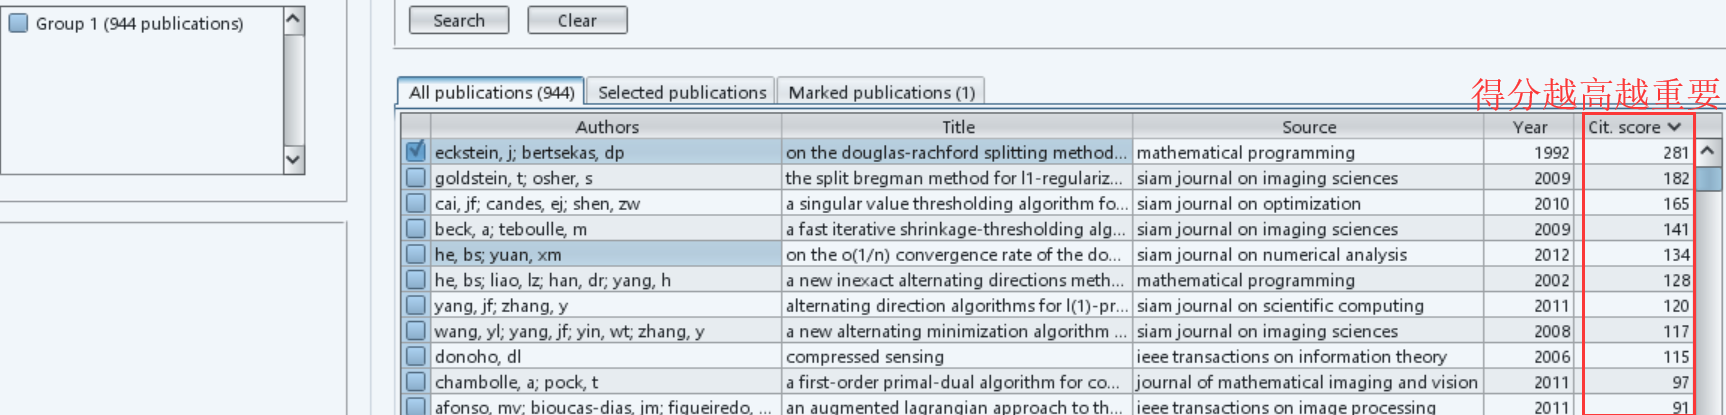 Group 1 (944 publications)
Search Clear
All publications (944) Selected publications Marked publications (1)
得分越高越重要
Authors Title Source Year Cit. score
eckstein, j; bertsekas, dp on the douglas-rachford splitting method... mathematical programming 1992 281
goldstein, t; osher, s the split bregman method for l1-regulariz... siam journal on imaging sciences 2009 182
cai, jf; candes, ej; shen, zw a singular value thresholding algorithm fo... siam journal on optimization 2010 165
beck, a; teboulle, m a fast iterative shrinkage-thresholding alg... siam journal on imaging sciences 2009 141
he, bs; yuan, xm on the o(1/n) convergence rate of the do... siam journal on numerical analysis 2012 134
he, bs; liao, lz; han, dr; yang, h a new inexact alternating directions meth... mathematical programming 2002 128
yang, jf; zhang, y alternating direction algorithms for l(1)-pr... siam journal on scientific computing 2011 120
wang, yl; yang, jf; yin, wt; zhang, y a new alternating minimization algorithm ... siam journal on imaging sciences 2008 117
donoho, dl compressed sensing ieee transactions on information theory 2006 115
chambolle, a; pock, t a first-order primal-dual algorithm for co... journal of mathematical imaging and vision 2011 97
afonso, mv; bioucas-dias, jm; figueiredo, ... an augmented lagrangian approach to th... ieee transactions on image processing 2011 91